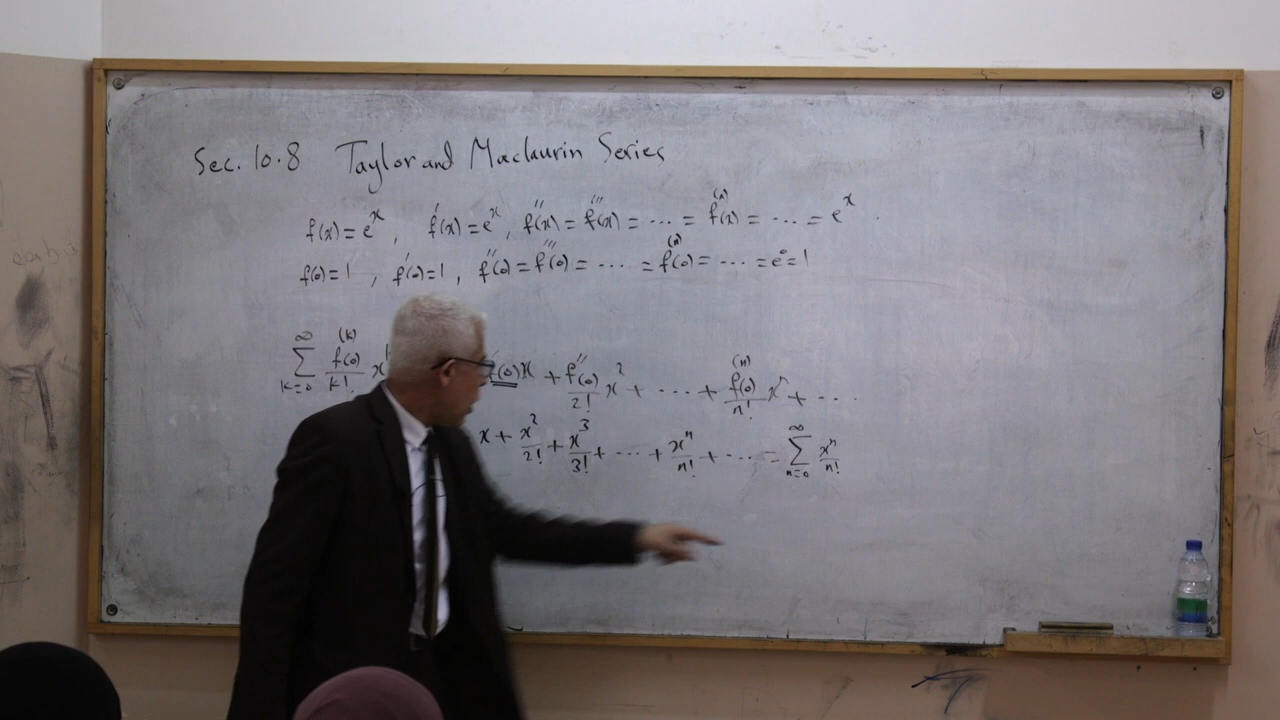 Sec. 10.8 Taylor and Maclaurin Series
f(x) = e^x , f'(x) = e^x , f''(x) = f'''(x) = ... = f^(n)(x) = ... = e^x .
f(0) = 1 , f'(0) = 1 , f''(0) = f'''(0) = ... = f^(n)(0) = ... = e^0 = 1
∑_{k=0}^{∞} f^(k)(0)/k! x f'(0)x + f''(0)/2! x^2 + ... + f^(n)(0)/n! x^n + ...
x + x^2/2! + x^3/3! + ... + x^n/n! + ... = ∑_{n=0}^{∞} x^n/n!